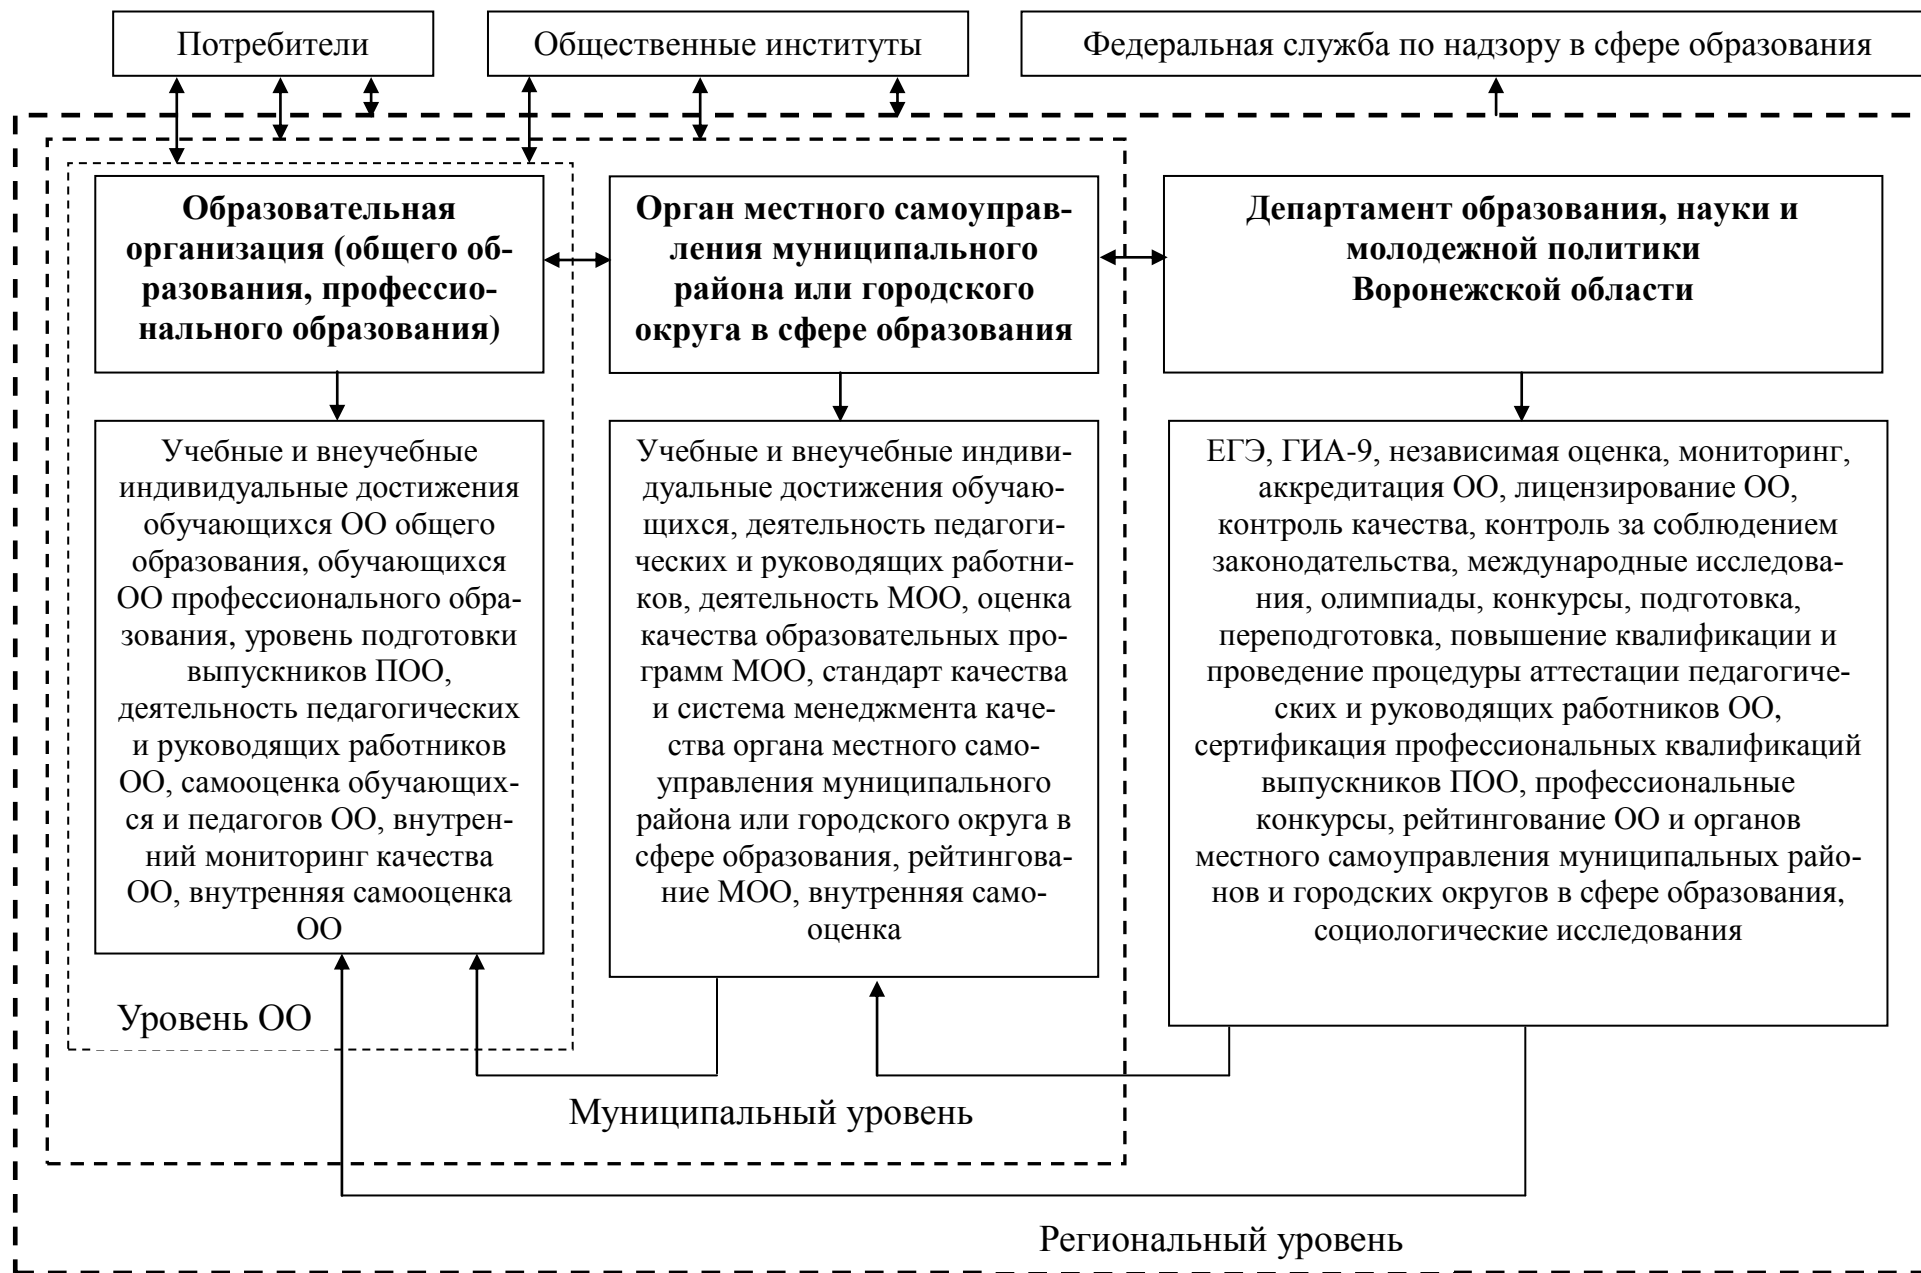 Потребители
Общественные институты
Федеральная служба по надзору в сфере образования
Образовательная
организация (общего об-
разования, профессио-
нального образования)
Орган местного самоуправ-
ления муниципального
района или городского
округа в сфере образования
Департамент образования, науки и
молодежной политики
Воронежской области
Учебные и внеучебные
индивидуальные достижения
обучающихся ОО общего
образования, обучающихся
ОО профессионального обра-
зования, уровень подготовки
выпускников ПОО,
деятельность педагогических
и руководящих работников
ОО, самооценка обучающих-
ся и педагогов ОО, внутрен-
ний мониторинг качества
ОО, внутренняя самооценка
ОО
Учебные и внеучебные индиви-
дуальные достижения обучаю-
щихся, деятельность педагоги-
ческих и руководящих работни-
ков, деятельность МОО, оценка
качества образовательных про-
грамм МОО, стандарт качества
и система менеджмента каче-
ства органа местного само-
управления муниципального
района или городского округа в
сфере образования, рейтингова-
ние МОО, внутренняя само-
оценка
ЕГЭ, ГИА-9, независимая оценка, мониторинг,
аккредитация ОО, лицензирование ОО,
контроль качества, контроль за соблюдением
законодательства, международные исследова-
ния, олимпиады, конкурсы, подготовка,
переподготовка, повышение квалификации и
проведение процедуры аттестации педагогиче-
ских и руководящих работников ОО,
сертификация профессиональных квалификаций
выпускников ПОО, профессиональные
конкурсы, рейтингование ОО и органов
местного самоуправления муниципальных райо-
нов и городских округов в сфере образования,
социологические исследования
Уровень ОО
Муниципальный уровень
Региональный уровень